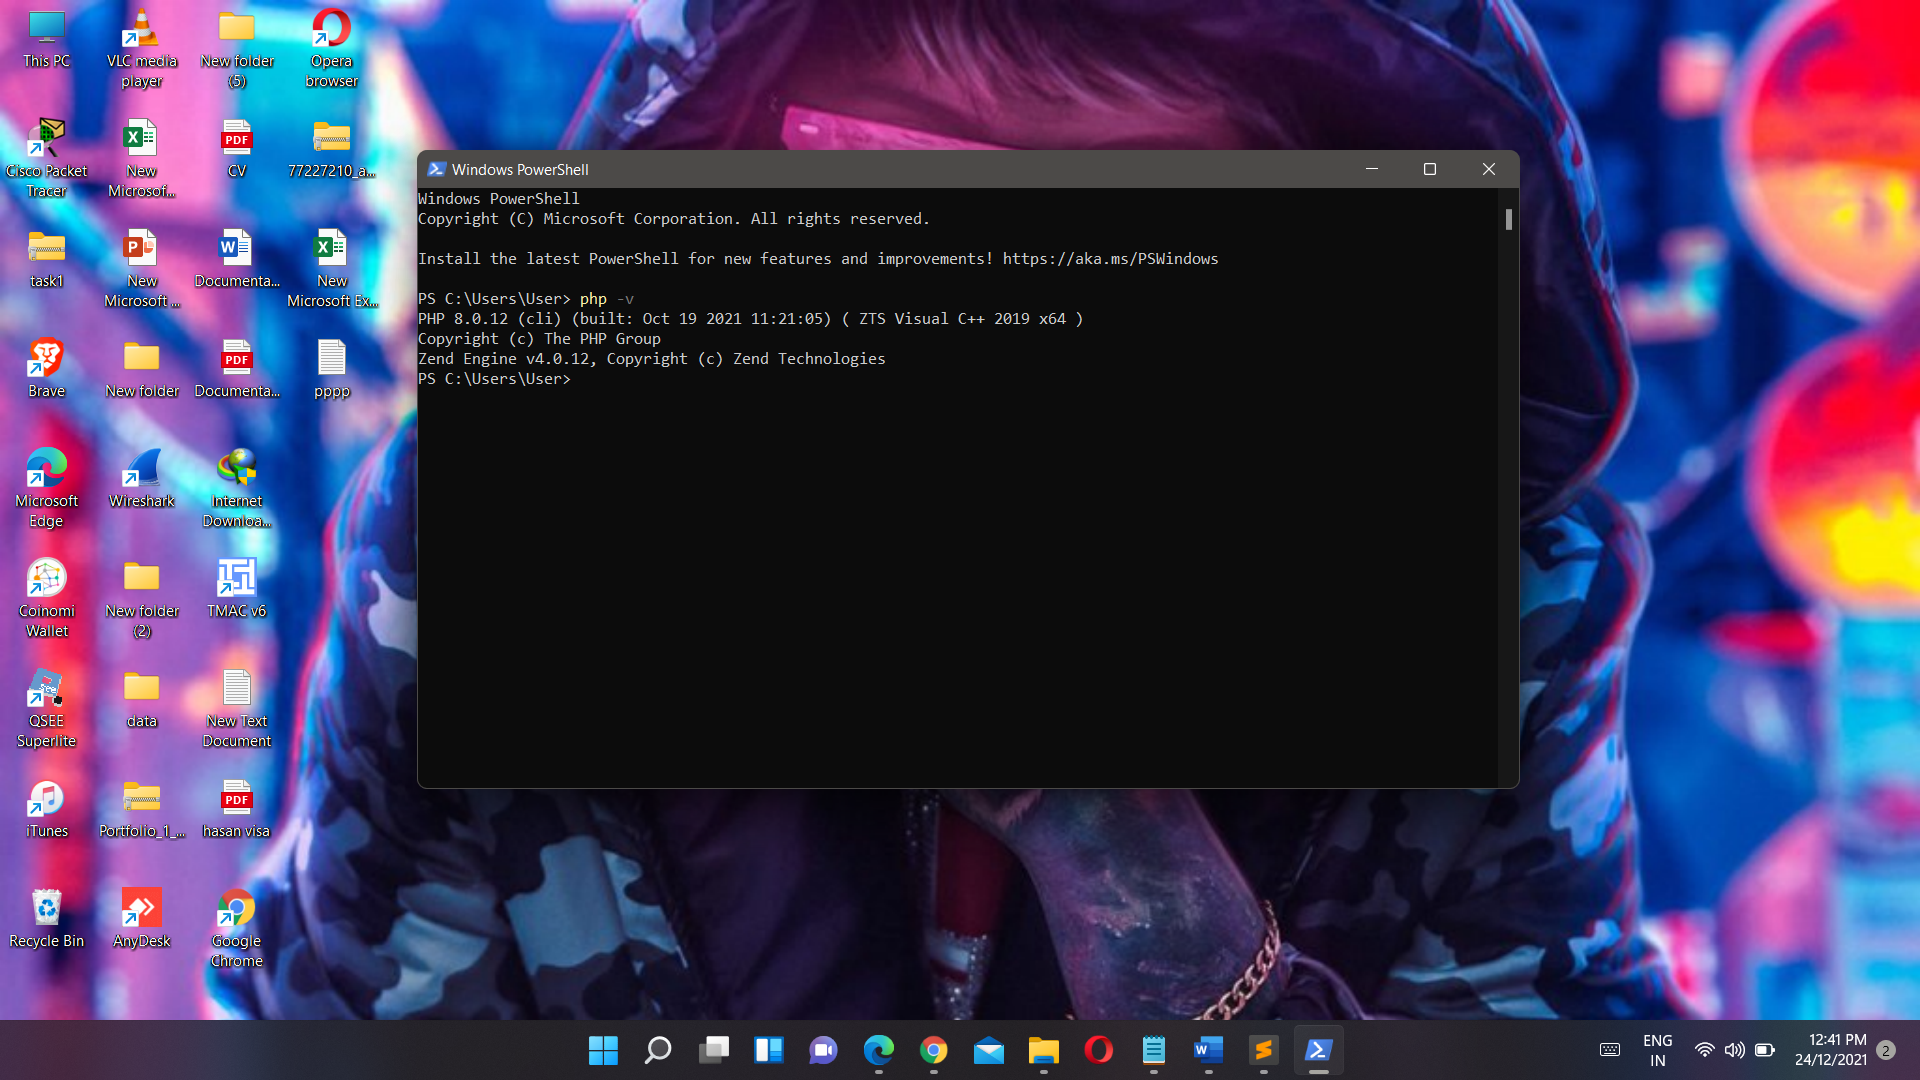 This PC
VLC media
player
New folder
(5)
Opera
browser
Cisco Packet
Tracer
New
Microsof...
CV
77227210_a...
task1
New
Microsoft ...
Documenta...
New
Microsoft Ex...
Brave
New folder
Documenta...
pppp
Microsoft
Edge
Wireshark
Internet
Downloa...
Coinomi
Wallet
New folder
(2)
TMAC v6
QSEE
Superlite
data
New Text
Document
iTunes
Portfolio_1_...
hasan visa
Recycle Bin
AnyDesk
Google
Chrome
PDF
PDF
PDF
Windows PowerShell
Windows PowerShell
Copyright (C) Microsoft Corporation. All rights reserved.
Install the latest PowerShell for new features and improvements! https://aka.ms/PSWindows
PS C:\Users\User> php -v
PHP 8.0.12 (cli) (built: Oct 19 2021 11:21:05) ( ZTS Visual C++ 2019 x64 )
Copyright (c) The PHP Group
Zend Engine v4.0.12, Copyright (c) Zend Technologies
PS C:\Users\User>
ENG
IN
12:41 PM
24/12/2021
2